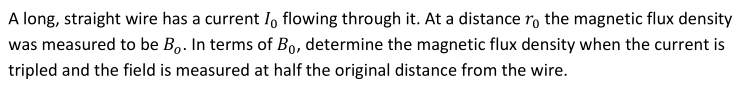 A long, straight wire has a current I₀ flowing through it. At a distance r₀ the magnetic flux density
was measured to be Bₒ. In terms of B₀, determine the magnetic flux density when the current is
tripled and the field is measured at half the original distance from the wire.